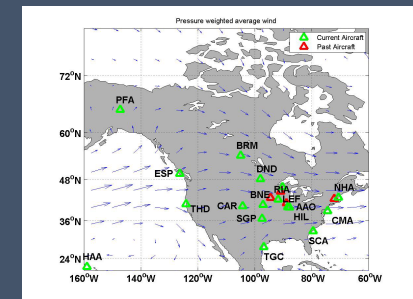 Pressure weighted average wind
Current Aircraft
Past Aircraft
72°N
PFA
60°N
BRM
ESP
DND
48°N
RIA
NHA
BNE
LEF
CAR
AAO
THD
SGP
HIL
CMA
36°N
SCA
TGC
24°N
HAA
160°W
140°W
120°W
100°W
80°W
60°W